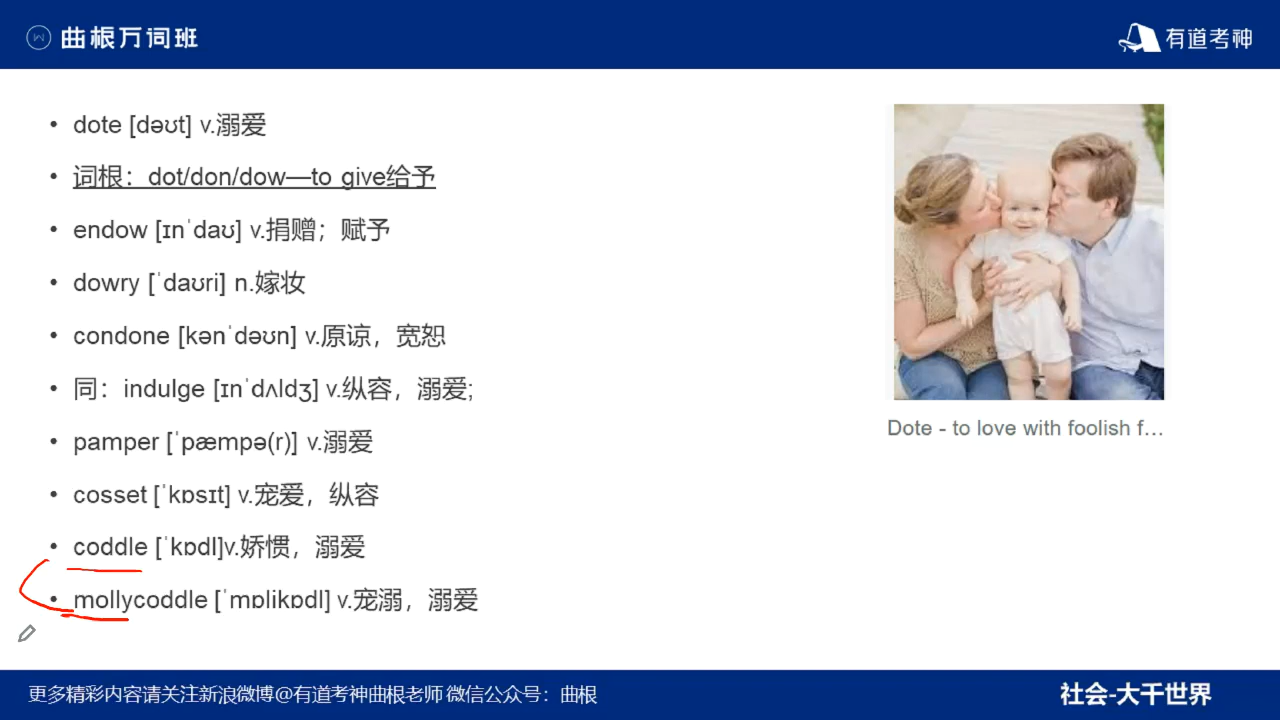 曲根万词班
有道考神
• dote [dəʊt] v.溺爱
• 词根：dot/don/dow—to give给予
• endow [ɪnˈdaʊ] v.捐赠；赋予
• dowry [ˈdaʊri] n.嫁妆
• condone [kənˈdəʊn] v.原谅，宽恕
• 同：indulge [ɪnˈdʌldʒ] v.纵容，溺爱;
• pamper [ˈpæmpə(r)] v.溺爱
• cosset [ˈkɒsɪt] v.宠爱，纵容
• coddle [ˈkɒdl]v.娇惯，溺爱
• mollycoddle [ˈmɒlikɒdl] v.宠溺，溺爱
Dote - to love with foolish f...
更多精彩内容请关注新浪微博@有道考神曲根老师 微信公众号：曲根
社会-大千世界